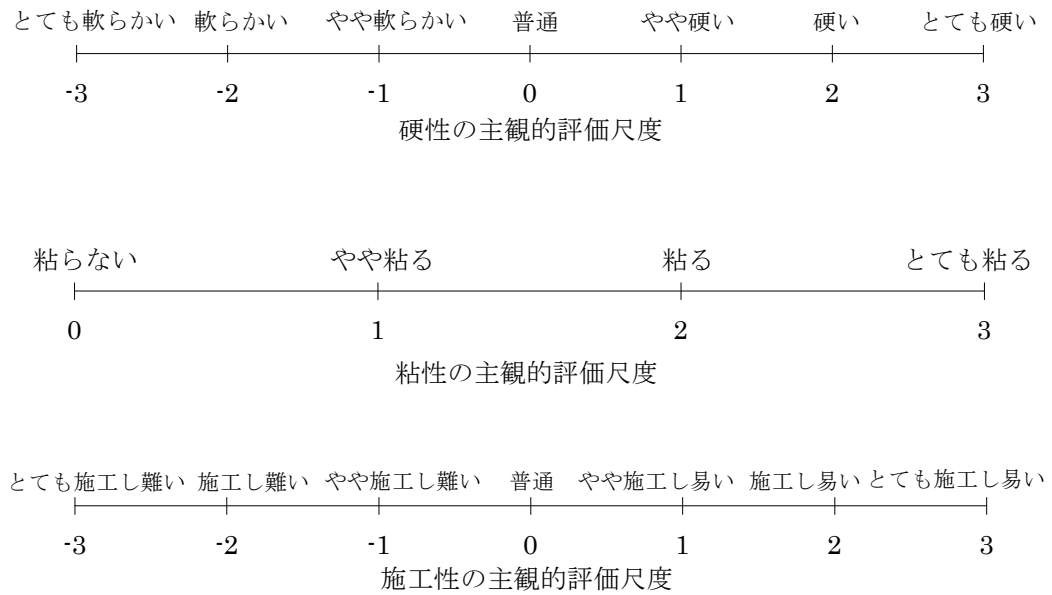 とても軟らかい 軟らかい やや軟らかい 普通 やや硬い 硬い とても硬い
-3 -2 -1 0 1 2 3
硬性の主観的評価尺度
粘らない やや粘る 粘る とても粘る
0 1 2 3
粘性の主観的評価尺度
とても施工し難い 施工し難い やや施工し難い 普通 やや施工し易い 施工し易い とても施工し易い
-3 -2 -1 0 1 2 3
施工性の主観的評価尺度